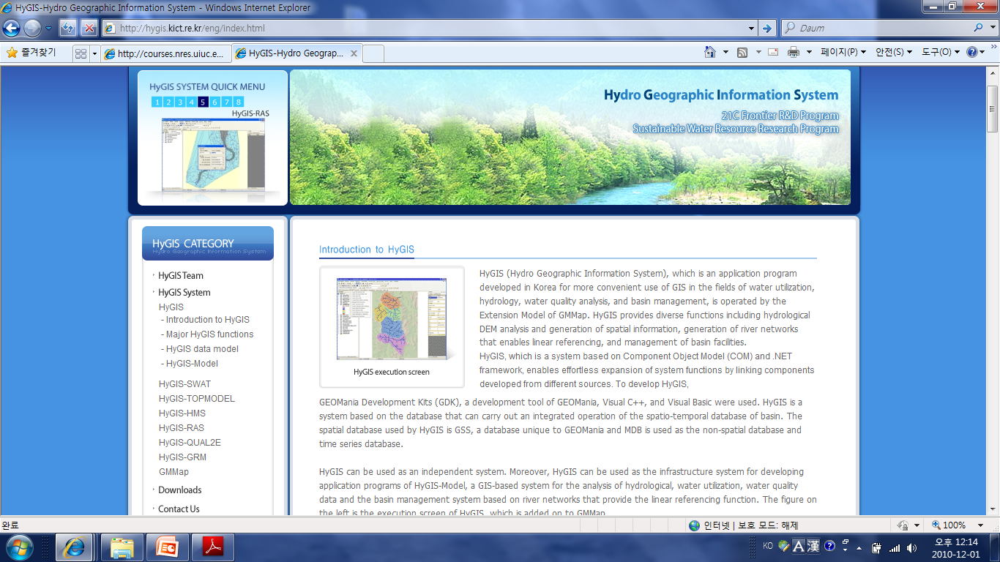 HyGIS-Hydro Geographic Information System - Windows Internet Explorer
http://hygis.kict.re.kr/eng/index.html
Daum
즐겨찾기
http://courses.nres.uiuc.e...
HyGIS-Hydro Geograp...
페이지(P)
안전(S)
도구(O)
HyGIS SYSTEM QUICK MENU
1 2 3 4 5 6 7 8
HyGIS-RAS
Hydro Geographic Information System
21C Frontier R&D Program
Sustainable Water Resource Research Program
HyGIS CATEGORY
Hydro Geographic Information System
HyGIS Team
HyGIS System
HyGIS
- Introduction to HyGIS
- Major HyGIS functions
- HyGIS data model
- HyGIS-Model
HyGIS-SWAT
HyGIS-TOPMODEL
HyGIS-HMS
HyGIS-RAS
HyGIS-QUAL2E
HyGIS-GRM
GMMap
Downloads
Contact Us
Introduction to HyGIS
HyGIS execution screen
HyGIS (Hydro Geographic Information System), which is an application program
developed in Korea for more convenient use of GIS in the fields of water utilization,
hydrology, water quality analysis, and basin management, is operated by the
Extension Model of GMMap. HyGIS provides diverse functions including hydrological
DEM analysis and generation of spatial information, generation of river networks
that enables linear referencing, and management of basin facilities.
HyGIS, which is a system based on Component Object Model (COM) and .NET
framework, enables effortless expansion of system functions by linking components
developed from different sources. To develop HyGIS,
GEOMania Development Kits (GDK), a development tool of GEOMania, Visual C++, and Visual Basic were used. HyGIS is a
system based on the database that can carry out an integrated operation of the spatio-temporal database of basin. The
spatial database used by HyGIS is GSS, a database unique to GEOMania and MDB is used as the non-spatial database and
time series database.
HyGIS can be used as an independent system. Moreover, HyGIS can be used as the infrastructure system for developing
application programs of HyGIS-Model, a GIS-based system for the analysis of hydrological, water utilization, water quality
data and the basin management system based on river networks that provide the linear referencing function. The figure on
the left is the execution screen of HyGIS, which is added on to GMMap.
완료
인터넷 | 보호 모드: 해제
100%
KO
A 漢
오후 12:14
2010-12-01